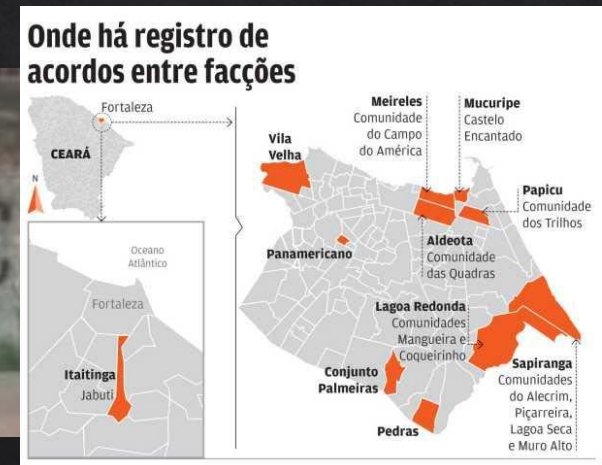 Onde há registro de
acordos entre facções
Fortaleza
CEARÁ
N
Oceano
Atlântico
Fortaleza
Itaitinga
Jabuti
Vila
Velha
Meireles
Comunidade
do Campo
do América
Mucuripe
Castelo
Encantado
Papicu
Comunidade
dos Trilhos
Panamericano
Aldeota
Comunidade
das Quadras
Lagoa Redonda
Comunidades
Mangueira e
Coqueirinho
Conjunto
Palmeiras
Pedras
Sapiranga
Comunidades
do Alecrim,
Piçarreira,
Lagoa Seca
e Muro Alto